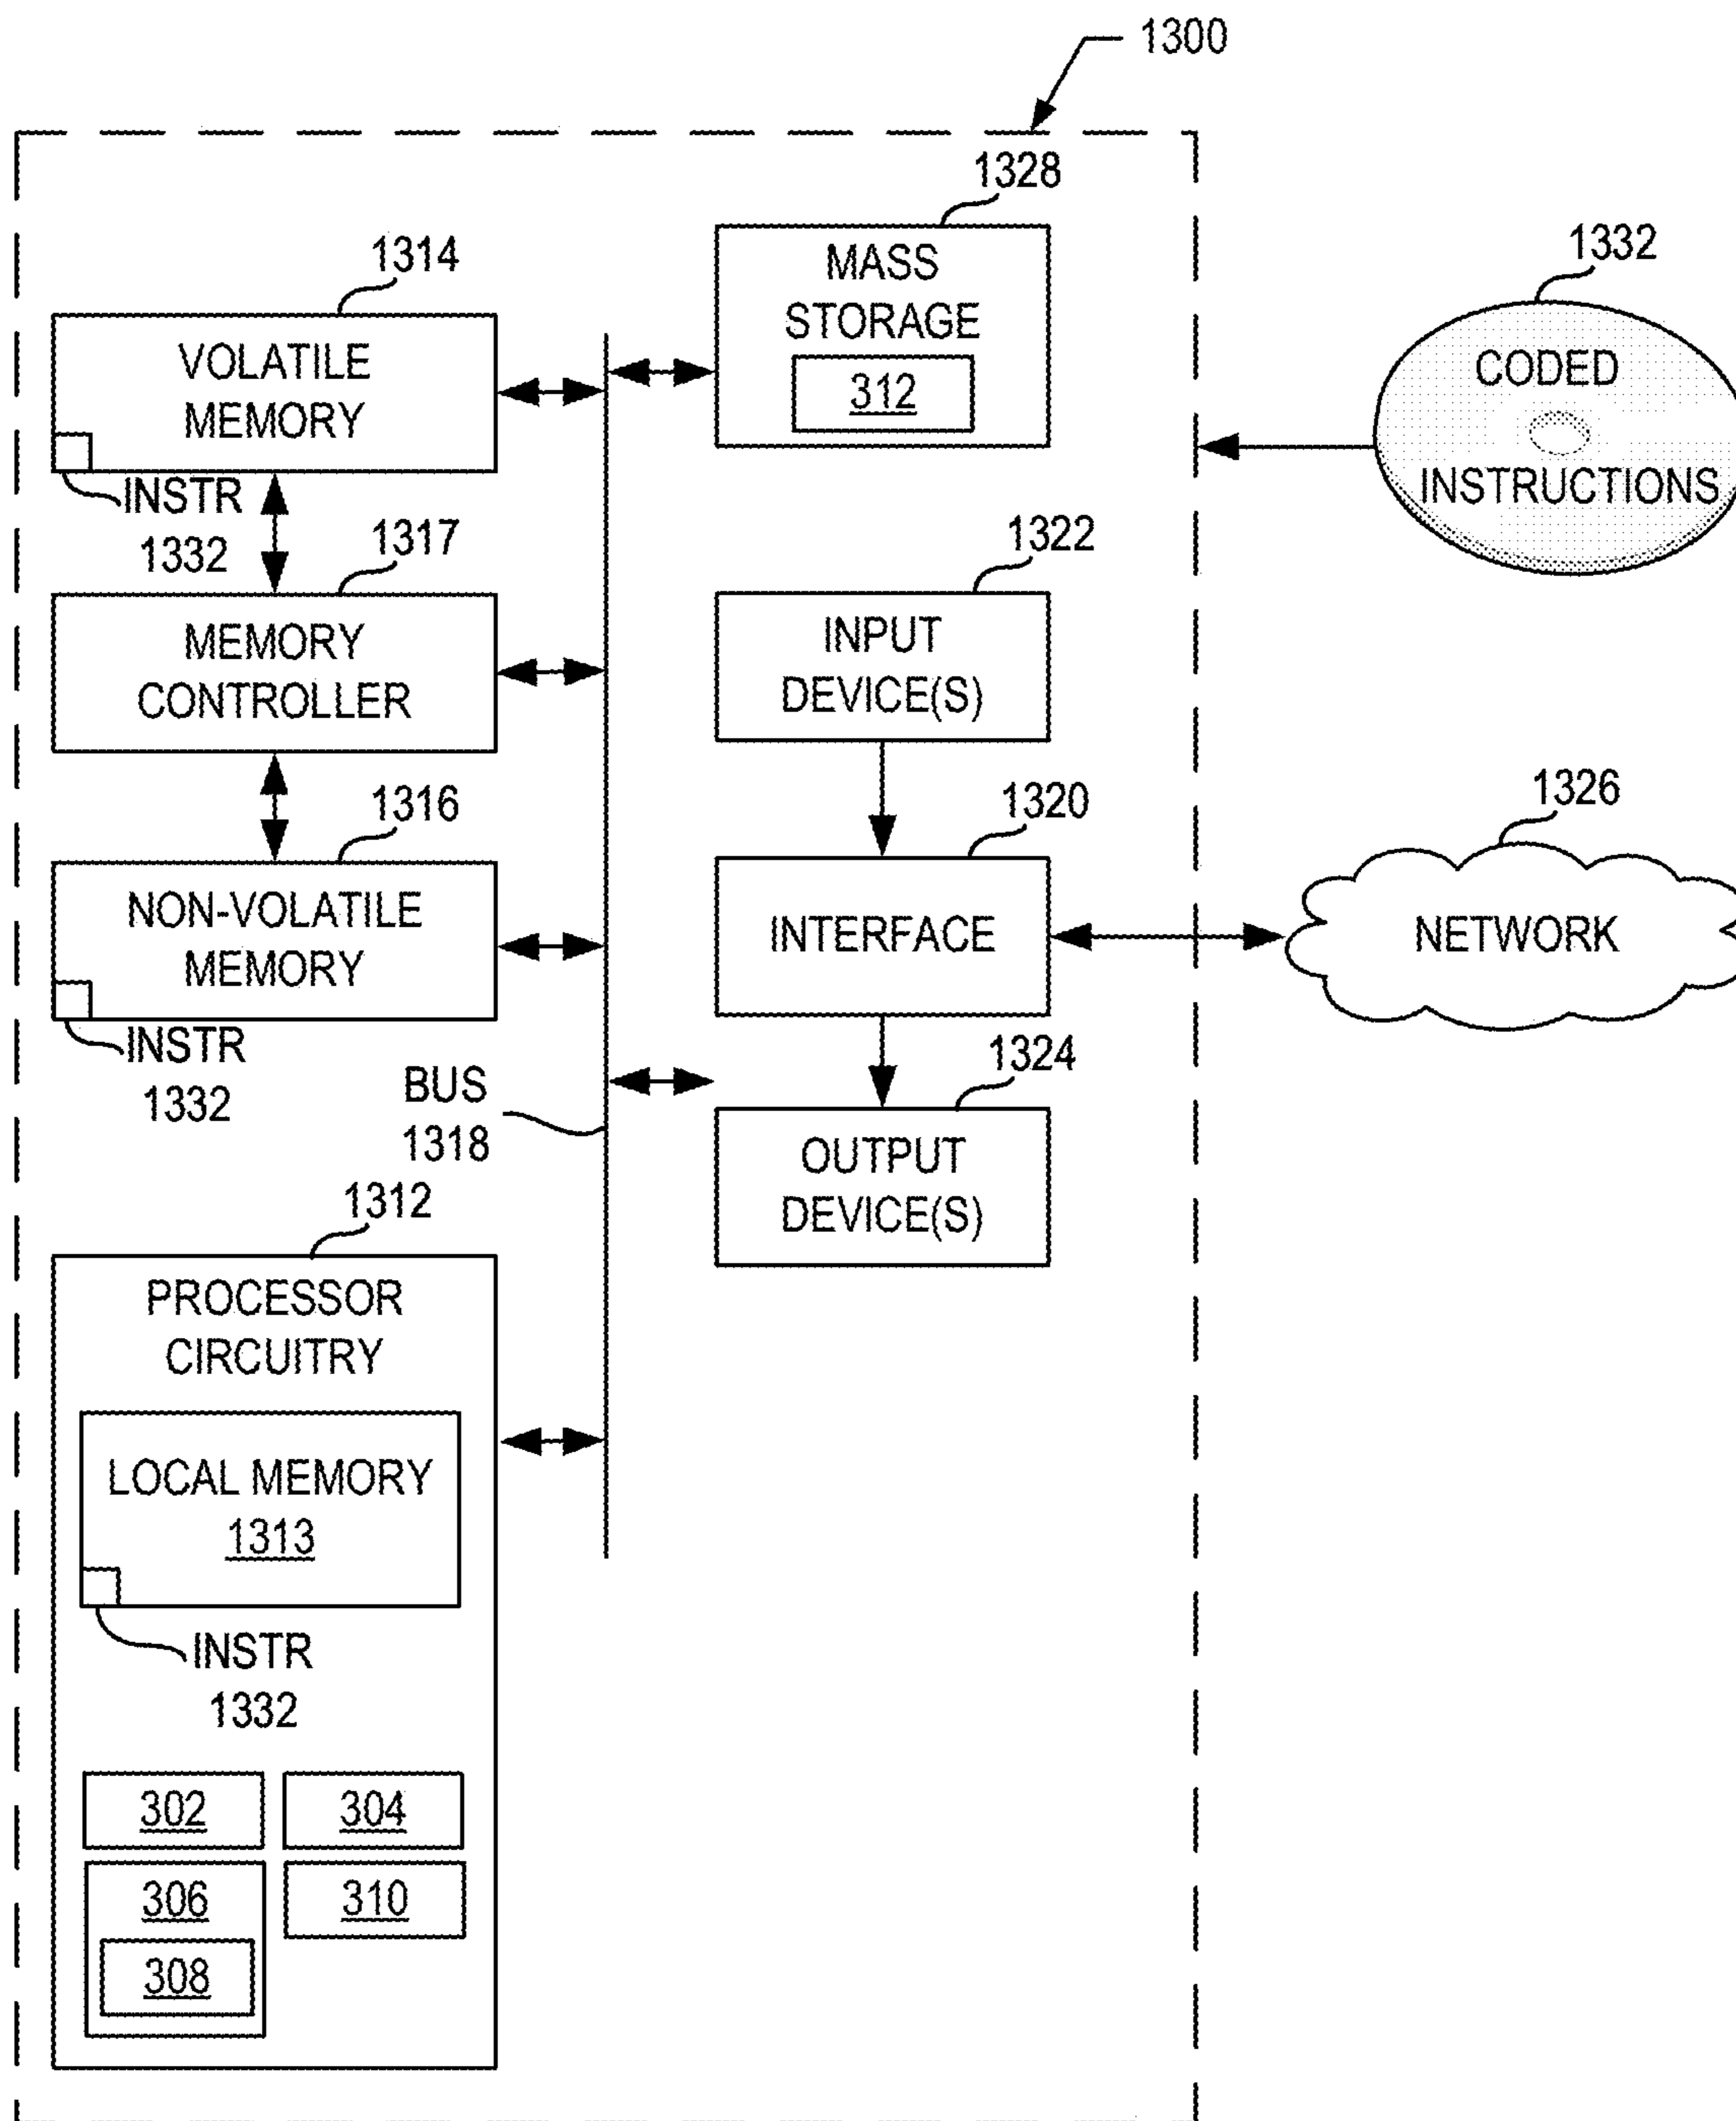 1300
1328
MASS
STORAGE
312
1314
VOLATILE
MEMORY
INSTR
1332
1317
MEMORY
CONTROLLER
1316
NON-VOLATILE
MEMORY
INSTR
1332
BUS
1318
1322
INPUT
DEVICE(S)
1320
INTERFACE
1324
OUTPUT
DEVICE(S)
1332
CODED
INSTRUCTIONS
1326
NETWORK
1312
PROCESSOR
CIRCUITRY
LOCAL MEMORY
1313
INSTR
1332
302
304
306
310
308